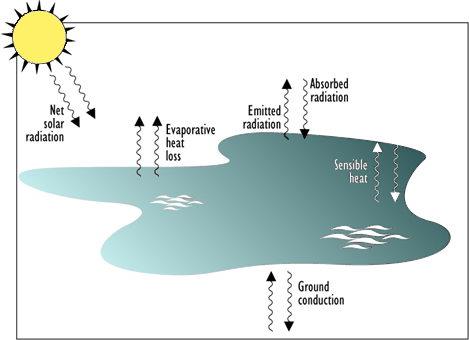 Net
solar
radiation
Evaporative
heat
loss
Emitted
radiation
Absorbed
radiation
Sensible
heat
Ground
conduction